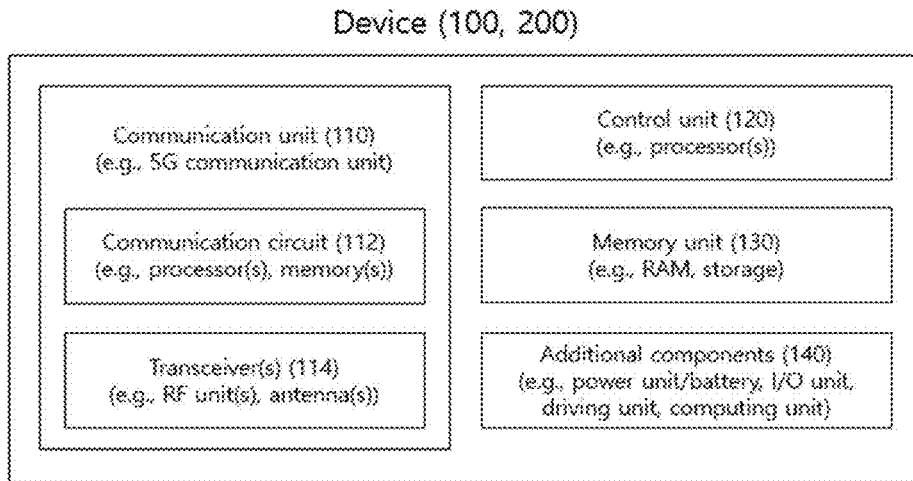 Device (100, 200)
Communication unit (110)
(e.g., 5G communication unit)
Communication circuit (112)
(e.g., processor(s), memory(s))
Transceiver(s) (114)
(e.g., RF unit(s), antenna(s))
Control unit (120)
(e.g., processor(s))
Memory unit (130)
(e.g., RAM, storage)
Additional components (140)
(e.g., power unit/battery, I/O unit,
driving unit, computing unit)